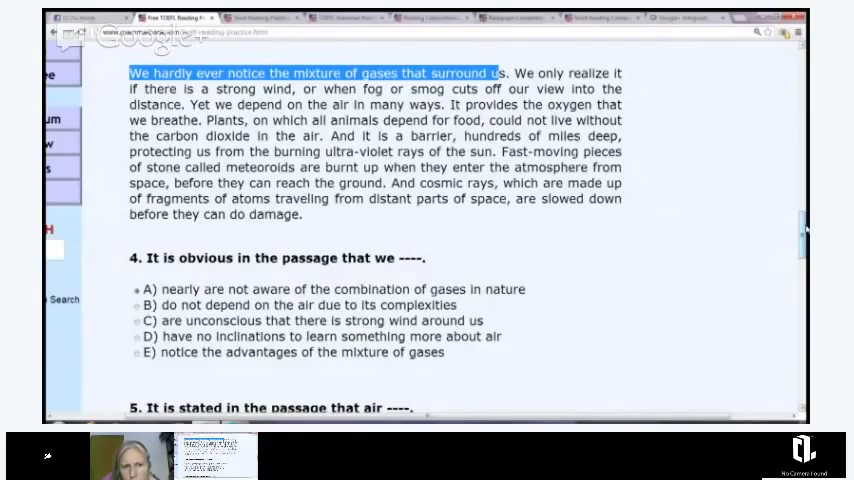 Free TOEFL Reading Pr
Google+
ee
um
w
s
H
Search
We hardly ever notice the mixture of gases that surround us. We only realize it
if there is a strong wind, or when fog or smog cuts off our view into the
distance. Yet we depend on the air in many ways. It provides the oxygen that
we breathe. Plants, on which all animals depend for food, could not live without
the carbon dioxide in the air. And it is a barrier, hundreds of miles deep,
protecting us from the burning ultra-violet rays of the sun. Fast-moving pieces
of stone called meteoroids are burnt up when they enter the atmosphere from
space, before they can reach the ground. And cosmic rays, which are made up
of fragments of atoms traveling from distant parts of space, are slowed down
before they can do damage.
4. It is obvious in the passage that we ----.
A) nearly are not aware of the combination of gases in nature
B) do not depend on the air due to its complexities
C) are unconscious that there is strong wind around us
D) have no inclinations to learn something more about air
E) notice the advantages of the mixture of gases
5. It is stated in the passage that air ----.
No Camera Found